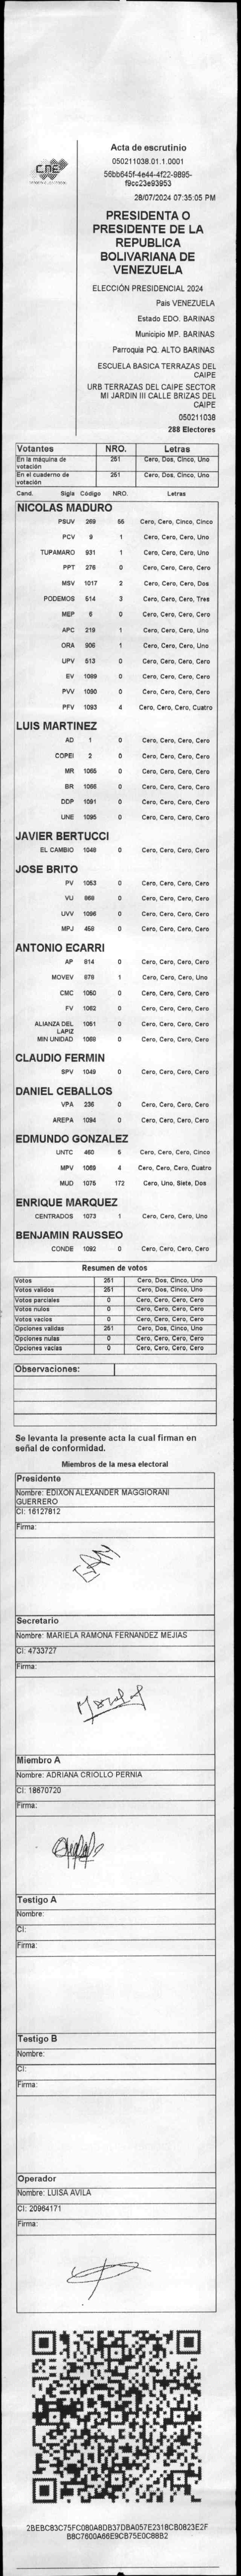 CNE
Acta de escrutinio
050211038.01.1.0001
56bb645f-4e44-4f22-9895-
f9cc23e93953
28/07/2024 07:35:05 PM
PRESIDENTA O
PRESIDENTE DE LA
REPUBLICA
BOLIVARIANA DE
VENEZUELA
ELECCIÓN PRESIDENCIAL 2024
Pais VENEZUELA
Estado EDO. BARINAS
Municipio MP. BARINAS
Parroquia PQ. ALTO BARINAS
ESCUELA BASICA TERRAZAS DEL
CAIPE
URB TERRAZAS DEL CAIPE SECTOR
MI JARDIN III CALLE BRIZAS DEL
CAIPE
050211038
288 Electores
Votantes NRO. Letras
En la máquina de votación 251 Cero, Dos, Cinco, Uno
En el cuaderno de votación 251 Cero, Dos, Cinco, Uno
Cand. Sigla Código NRO. Letras
NICOLAS MADURO
PSUV 269 55 Cero, Cero, Cinco, Cinco
PCV 9 1 Cero, Cero, Cero, Uno
TUPAMARO 931 1 Cero, Cero, Cero, Uno
PPT 276 0 Cero, Cero, Cero, Cero
MSV 1017 2 Cero, Cero, Cero, Dos
PODEMOS 514 3 Cero, Cero, Cero, Tres
MEP 6 0 Cero, Cero, Cero, Cero
APC 219 1 Cero, Cero, Cero, Uno
ORA 906 1 Cero, Cero, Cero, Uno
UPV 513 0 Cero, Cero, Cero, Cero
EV 1089 0 Cero, Cero, Cero, Cero
PVV 1090 0 Cero, Cero, Cero, Cero
PFV 1093 4 Cero, Cero, Cero, Cuatro
LUIS MARTINEZ
AD 1 0 Cero, Cero, Cero, Cero
COPEI 2 0 Cero, Cero, Cero, Cero
MR 1065 0 Cero, Cero, Cero, Cero
BR 1086 0 Cero, Cero, Cero, Cero
DDP 1091 0 Cero, Cero, Cero, Cero
UNE 1095 0 Cero, Cero, Cero, Cero
JAVIER BERTUCCI
EL CAMBIO 1048 0 Cero, Cero, Cero, Cero
JOSE BRITO
PV 1053 0 Cero, Cero, Cero, Cero
VU 868 0 Cero, Cero, Cero, Cero
UVV 1096 0 Cero, Cero, Cero, Cero
MPJ 458 0 Cero, Cero, Cero, Cero
ANTONIO ECARRI
AP 814 0 Cero, Cero, Cero, Cero
MOVEV 878 1 Cero, Cero, Cero, Uno
CMC 1050 0 Cero, Cero, Cero, Cero
FV 1062 0 Cero, Cero, Cero, Cero
ALIANZA DEL LAPIZ 1051 0 Cero, Cero, Cero, Cero
MIN UNIDAD 1068 0 Cero, Cero, Cero, Cero
CLAUDIO FERMIN
SPV 1049 0 Cero, Cero, Cero, Cero
DANIEL CEBALLOS
VPA 236 0 Cero, Cero, Cero, Cero
AREPA 1094 0 Cero, Cero, Cero, Cero
EDMUNDO GONZALEZ
UNTC 460 5 Cero, Cero, Cero, Cinco
MPV 1069 4 Cero, Cero, Cero, Cuatro
MUD 1075 172 Cero, Uno, Siete, Dos
ENRIQUE MARQUEZ
CENTRADOS 1073 1 Cero, Cero, Cero, Uno
BENJAMIN RAUSSEO
CONDE 1092 0 Cero, Cero, Cero, Cero
Resumen de votos
Votos 251 Cero, Dos, Cinco, Uno
Votos validos 251 Cero, Dos, Cinco, Uno
Votos parciales 0 Cero, Cero, Cero, Cero
Votos nulos 0 Cero, Cero, Cero, Cero
Votos vacios 0 Cero, Cero, Cero, Cero
Opciones validas 251 Cero, Dos, Cinco, Uno
Opciones nulas 0 Cero, Cero, Cero, Cero
Opciones vacias 0 Cero, Cero, Cero, Cero
Observaciones:
Se levanta la presente acta la cual firman en
señal de conformidad.
Miembros de la mesa electoral
Presidente
Nombre: EDIXON ALEXANDER MAGGIORANI
GUERRERO
CI: 16127812
Firma:
Secretario
Nombre: MARIELA RAMONA FERNANDEZ MEJIAS
CI: 4733727
Firma:
Miembro A
Nombre: ADRIANA CRIOLLO PERNIA
CI: 18670720
Firma:
Testigo A
Nombre:
CI:
Firma:
Testigo B
Nombre:
CI:
Firma:
Operador
Nombre: LUISA AVILA
CI: 20964171
Firma:
2BEBC83C75FC080A8DB37DBA057E2318CB0823E2F
B8C7600A66E9CB75E0C88B2